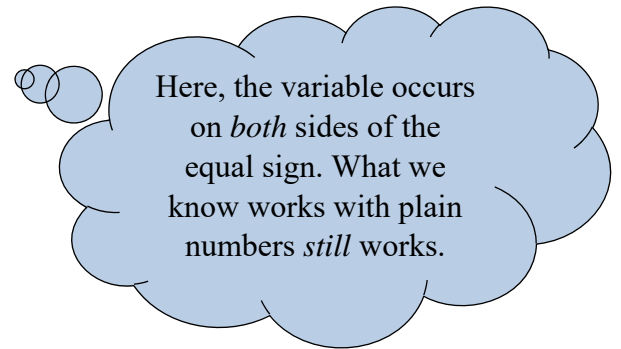 Here, the variable occurs
on both sides of the
equal sign. What we
know works with plain
numbers still works.